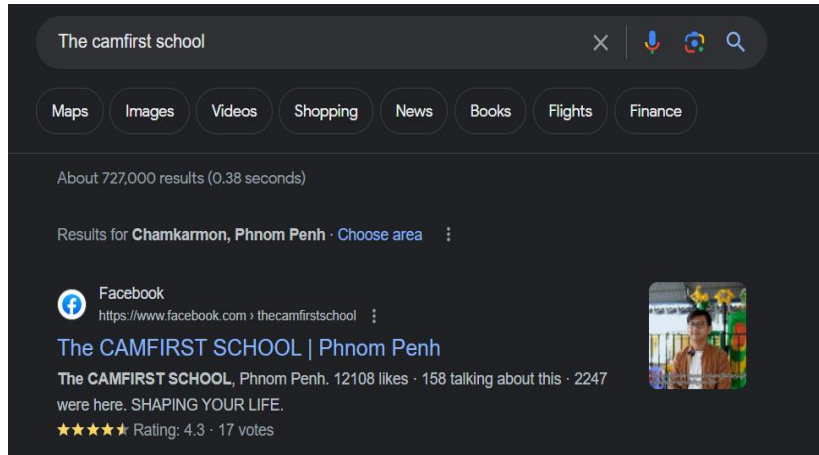 The camfirst school
Maps Images Videos Shopping News Books Flights Finance
About 727,000 results (0.38 seconds)
Results for Chamkarmon, Phnom Penh · Choose area
Facebook
https://www.facebook.com › thecamfirstschool
The CAMFIRST SCHOOL | Phnom Penh
The CAMFIRST SCHOOL, Phnom Penh. 12108 likes · 158 talking about this · 2247
were here. SHAPING YOUR LIFE.
Rating: 4.3 · 17 votes